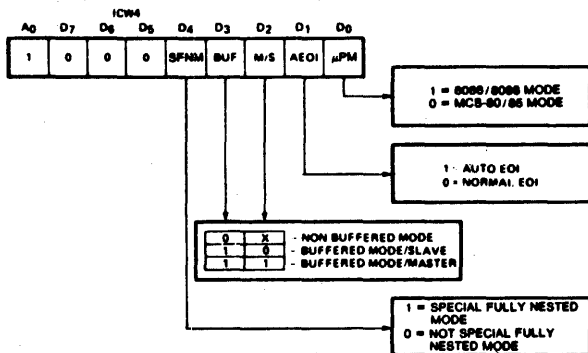 ICW4
A0 D7 D6 D5 D4 D3 D2 D1 D0
1 0 0 0 SFNM BUF M/S AEOI μPM
1 = 8086/8088 MODE
0 = MCS-80/85 MODE
1 - AUTO EOI
0 = NORMAL EOI
0 X - NON BUFFERED MODE
1 0 - BUFFERED MODE/SLAVE
1 1 - BUFFERED MODE/MASTER
1 = SPECIAL FULLY NESTED
MODE
0 = NOT SPECIAL FULLY
NESTED MODE